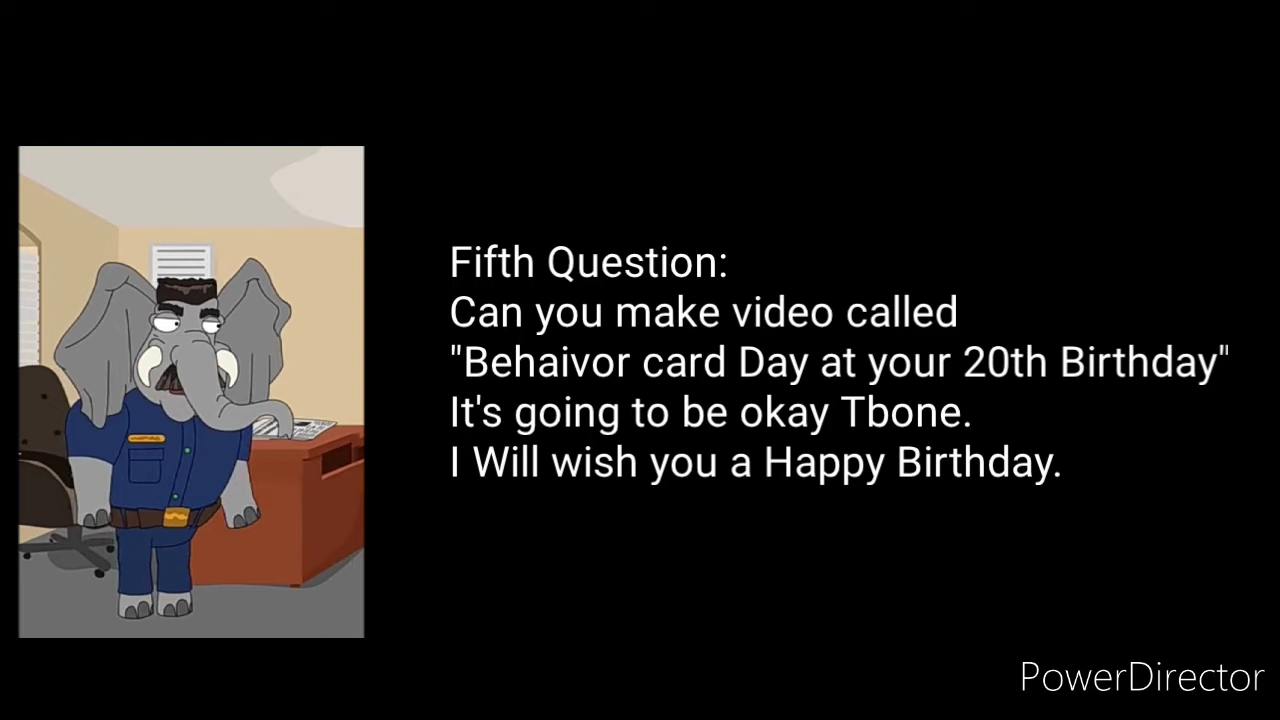 Fifth Question:
Can you make video called
"Behaivor card Day at your 20th Birthday"
It's going to be okay Tbone.
I Will wish you a Happy Birthday.
PowerDirector